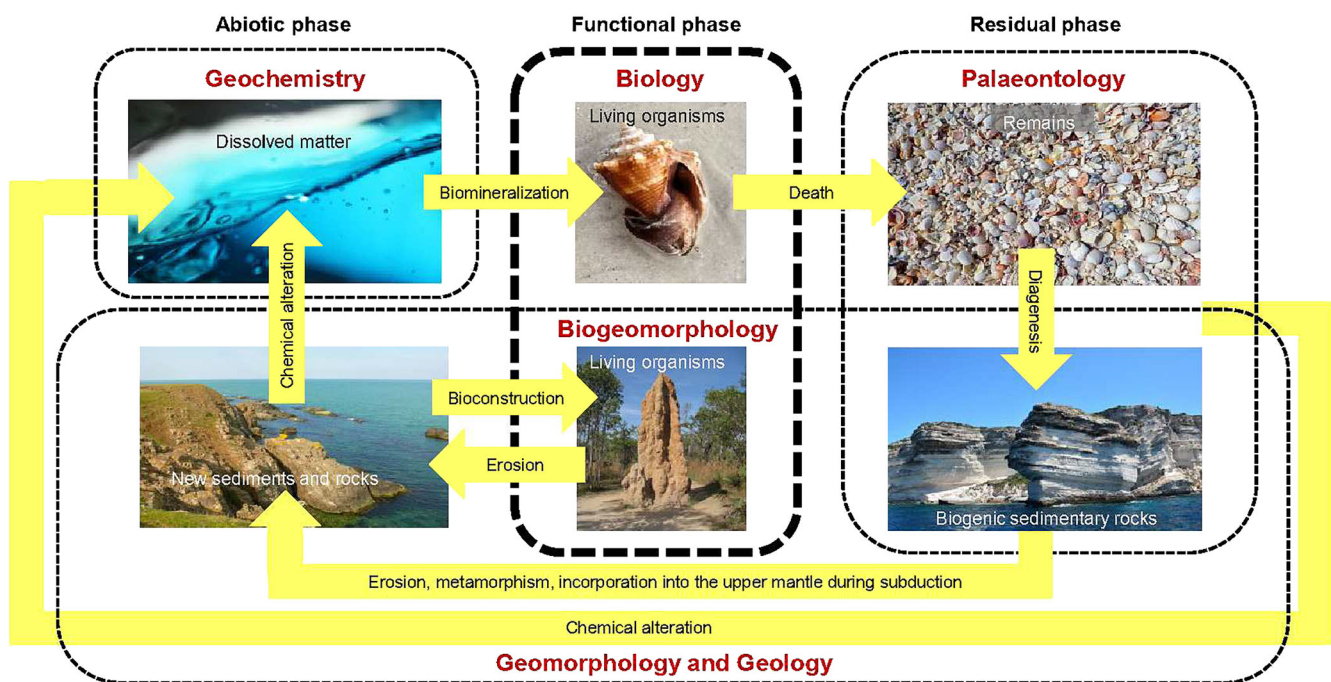 Abiotic phase
Functional phase
Residual phase
Geochemistry
Biology
Palaeontology
Dissolved matter
Living organisms
Remains
Biomineralization
Death
Chemical alteration
Diagenesis
Biogeomorphology
Living organisms
Bioconstruction
Erosion
New sediments and rocks
Biogenic sedimentary rocks
Erosion, metamorphism, incorporation into the upper mantle during subduction
Chemical alteration
Geomorphology and Geology